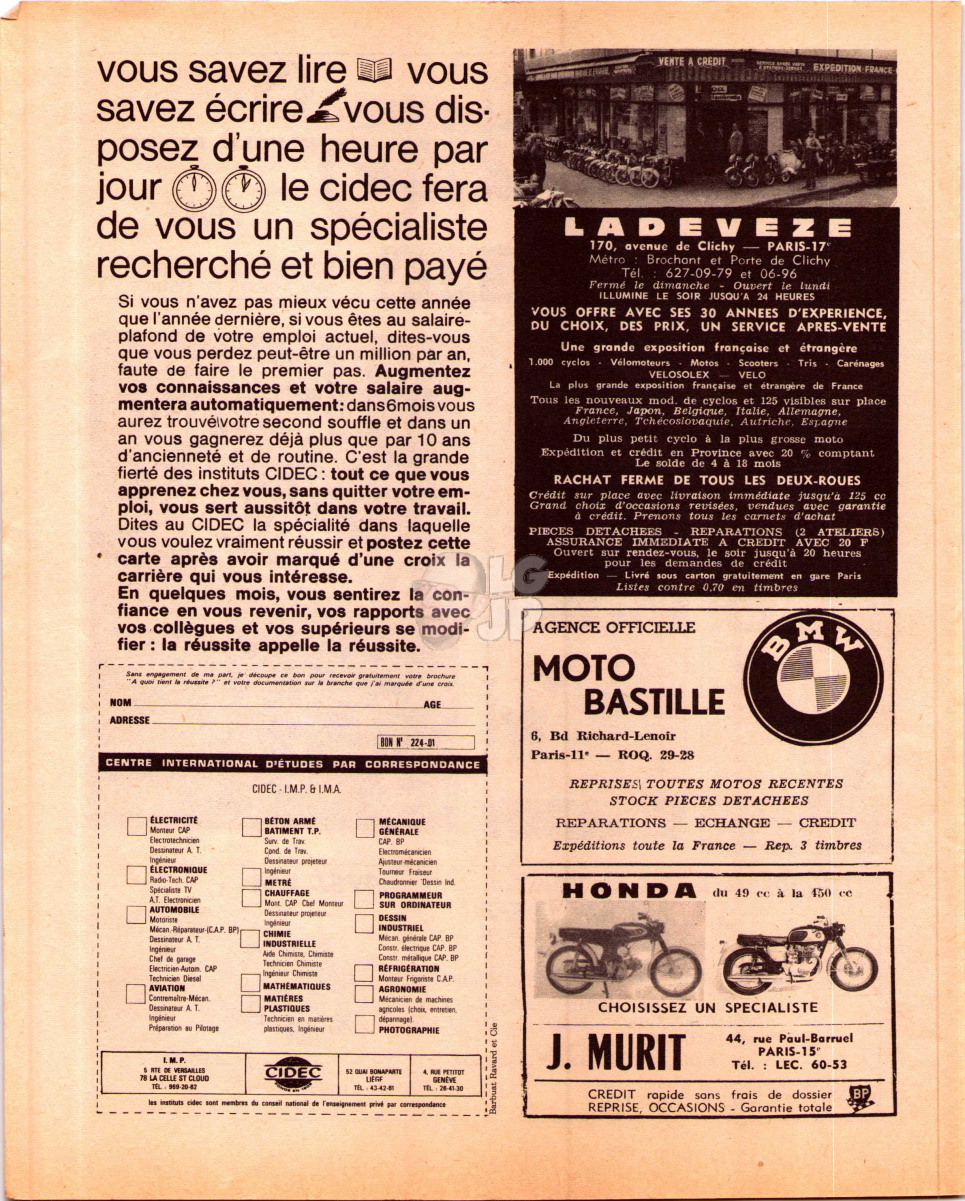 vous savez lire vous
savez écrire vous dis-
posez d'une heure par
jour le cidec fera
de vous un spécialiste
recherché et bien payé
Si vous n'avez pas mieux vécu cette année
que l'année dernière, si vous êtes au salaire-
plafond de votre emploi actuel, dites-vous
que vous perdez peut-être un million par an,
faute de faire le premier pas. Augmentez
vos connaissances et votre salaire aug-
mentera automatiquement: dans 6 mois vous
aurez trouvé votre second souffle et dans un
an vous gagnerez déjà plus que par 10 ans
d'ancienneté et de routine. C'est la grande
fierté des instituts CIDEC : tout ce que vous
apprenez chez vous, sans quitter votre em-
ploi, vous sert aussitôt dans votre travail.
Dites au CIDEC la spécialité dans laquelle
vous voulez vraiment réussir et postez cette
carte après avoir marqué d'une croix la
carrière qui vous intéresse.
En quelques mois, vous sentirez la con-
fiance en vous revenir, vos rapports avec
vos collègues et vos supérieurs se modi-
fier : la réussite appelle la réussite.
Sans engagement de ma part, je découpe ce bon pour recevoir gratuitement votre brochure
"A quoi tient la réussite ?" et votre documentation sur la branche que j'ai marquée d'une croix.
NOM AGE
ADRESSE
BON N° 224-01
CENTRE INTERNATIONAL D'ÉTUDES PAR CORRESPONDANCE
CIDEC - I.M.P. & I.M.A.
ÉLECTRICITÉ
Monteur CAP
Electrotechnicien
Dessinateur A. T.
Ingénieur
ÉLECTRONIQUE
Radio-Tech. CAP
Spécialiste TV
A.T. Electronicien
AUTOMOBILE
Motoriste
Mécan.-Réparateur-(C.A.P. BP)
Dessinateur A. T.
Ingénieur
Chef de garage
Electricien-Autom. CAP
Technicien Diesel
AVIATION
Contremaître-Mécan.
Dessinateur A. T.
Ingénieur
Préparation au Pilotage
BÉTON ARMÉ
BATIMENT T.P.
Surv. de Trav.
Cond. de Trav.
Dessinateur projeteur
Ingénieur
METRÉ
CHAUFFAGE
Mont. CAP Chef Monteur
Dessinateur projeteur
Ingénieur
CHIMIE
INDUSTRIELLE
Aide Chimiste, Chimiste
Technicien Chimiste
Ingénieur Chimiste
MATHÉMATIQUES
MATIÈRES
PLASTIQUES
Technicien en matières
plastiques, Ingénieur
MÉCANIQUE
GÉNÉRALE
CAP. BP
Electromécanicien
Ajusteur-mécanicien
Tourneur Fraiseur
Chaudronnier Dessin Ind.
PROGRAMMEUR
SUR ORDINATEUR
DESSIN
INDUSTRIEL
Mécan. générale CAP. BP
Constr. électrique CAP. BP
Constr. métallique CAP. BP
RÉFRIGÉRATION
Monteur Frigoriste C.A.P.
AGRONOMIE
Mécanicien de machines
agricoles (choix, entretien,
dépannage).
PHOTOGRAPHIE
I.M.P.
5 RTE DE VERSAILLES
78 LA CELLE ST CLOUD
TÉL. : 969-20-62
CIDEC
52 QUAI BONAPARTE
LIÈGE
TÉL. : 43-42-81
4, RUE PETITOT
GENÈVE
TÉL. : 26-41-30
les instituts cidec sont membres du conseil national de l'enseignement privé par correspondance
Barbuat Ravard et Cie
VENTE A CRÉDIT
EXPEDITION-FRANCE
LADEVEZE
170, avenue de Clichy — PARIS-17e
Métro : Brochant et Porte de Clichy
Tél. : 627-09-79 et 06-96
Fermé le dimanche - Ouvert le lundi
ILLUMINE LE SOIR JUSQU'A 24 HEURES
VOUS OFFRE AVEC SES 30 ANNEES D'EXPERIENCE,
DU CHOIX, DES PRIX, UN SERVICE APRES-VENTE
Une grande exposition française et étrangère
1.000 cyclos - Vélomoteurs - Motos - Scooters - Tris - Carénages
VELOSOLEX — VELO
La plus grande exposition française et étrangère de France
Tous les nouveaux mod. de cyclos et 125 visibles sur place
France, Japon, Belgique, Italie, Allemagne,
Angleterre, Tchécoslovaquie, Autriche, Espagne
Du plus petit cyclo à la plus grosse moto
Expédition et crédit en Province avec 20 % comptant
Le solde de 4 à 18 mois
RACHAT FERME DE TOUS LES DEUX-ROUES
Crédit sur place avec livraison immédiate jusqu'à 125 cc
Grand choix d'occasions revisées, vendues avec garantie
à crédit. Prenons tous les carnets d'achat
PIECES DETACHEES - REPARATIONS (2 ATELIERS)
ASSURANCE IMMEDIATE A CREDIT AVEC 20 F
Ouvert sur rendez-vous, le soir jusqu'à 20 heures
pour les demandes de crédit
Expédition — Livré sous carton gratuitement en gare Paris
Listes contre 0,70 en timbres
LG
JP
AGENCE OFFICIELLE
BMW
MOTO
BASTILLE
6, Bd Richard-Lenoir
Paris-11e — ROQ. 29-28
REPRISES TOUTES MOTOS RECENTES
STOCK PIECES DETACHEES
REPARATIONS — ECHANGE — CREDIT
Expéditions toute la France — Rep. 3 timbres
HONDA du 49 cc à la 450 cc
CHOISISSEZ UN SPECIALISTE
J. MURIT
44, rue Paul-Barruel
PARIS-15e
Tél. : LEC. 60-53
CREDIT rapide sans frais de dossier
REPRISE, OCCASIONS - Garantie totale
BP